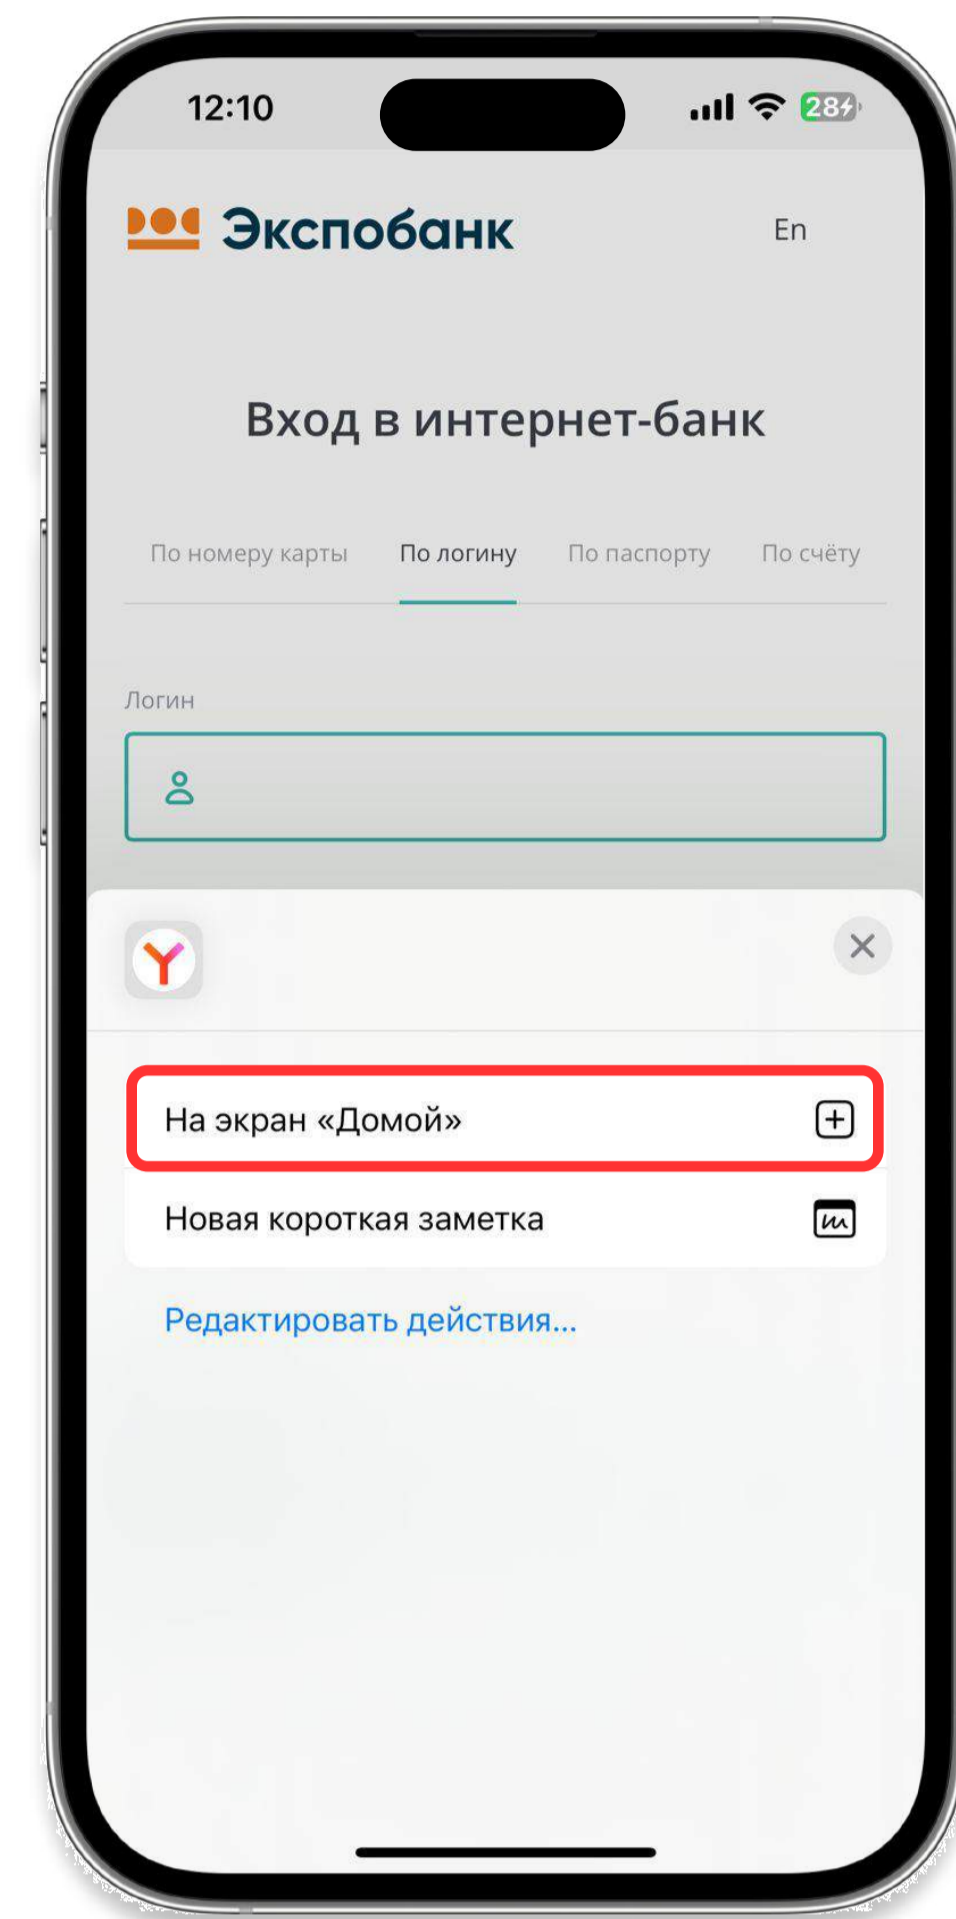 12:10
28
Экспобанк
En
Вход в интернет-банк
По номеру карты По логину По паспорту По счёту
Логин
На экран «Домой»
Новая короткая заметка
Редактировать действия...